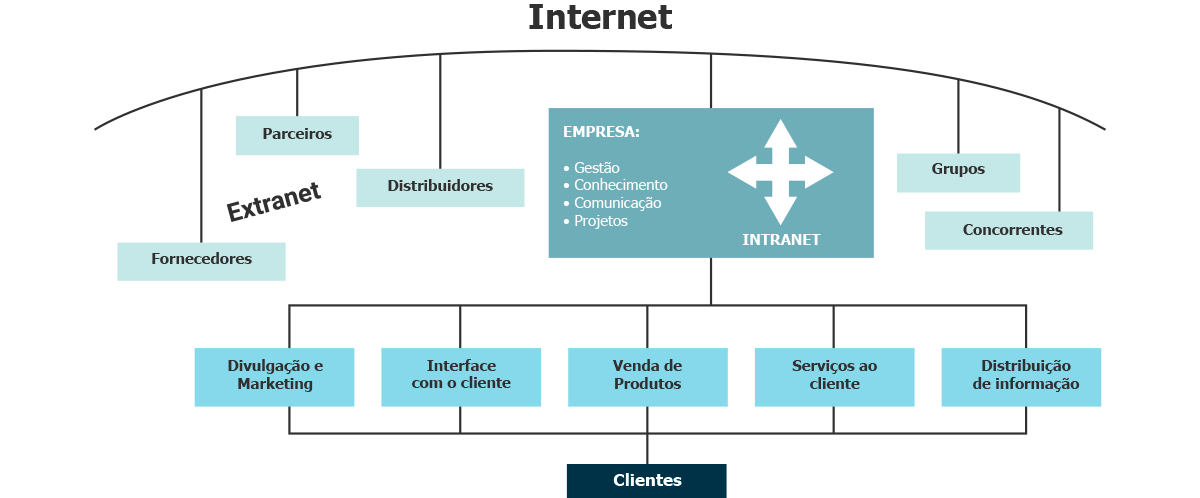 Internet
Parceiros
Distribuidores
Extranet
Fornecedores
EMPRESA:
• Gestão
• Conhecimento
• Comunicação
• Projetos
INTRANET
Grupos
Concorrentes
Divulgação e
Marketing
Interface
com o cliente
Venda de
Produtos
Serviços ao
cliente
Distribuição
de informação
Clientes